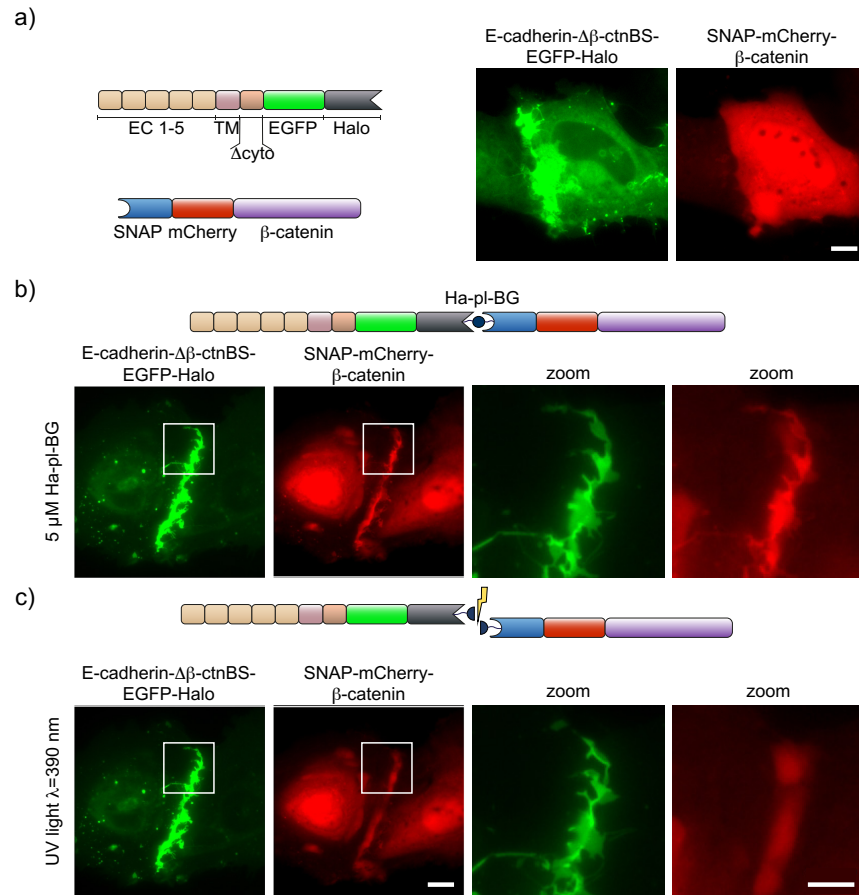 a)
E-cadherin-Δβ-ctnBS-
EGFP-Halo
SNAP-mCherry-
β-catenin
EC 1-5
TM
EGFP
Halo
Δcyto
SNAP mCherry
β-catenin
b)
Ha-pl-BG
E-cadherin-Δβ-ctnBS-
EGFP-Halo
SNAP-mCherry-
β-catenin
zoom
zoom
5 µM Ha-pl-BG
c)
E-cadherin-Δβ-ctnBS-
EGFP-Halo
SNAP-mCherry-
β-catenin
zoom
zoom
UV light λ=390 nm